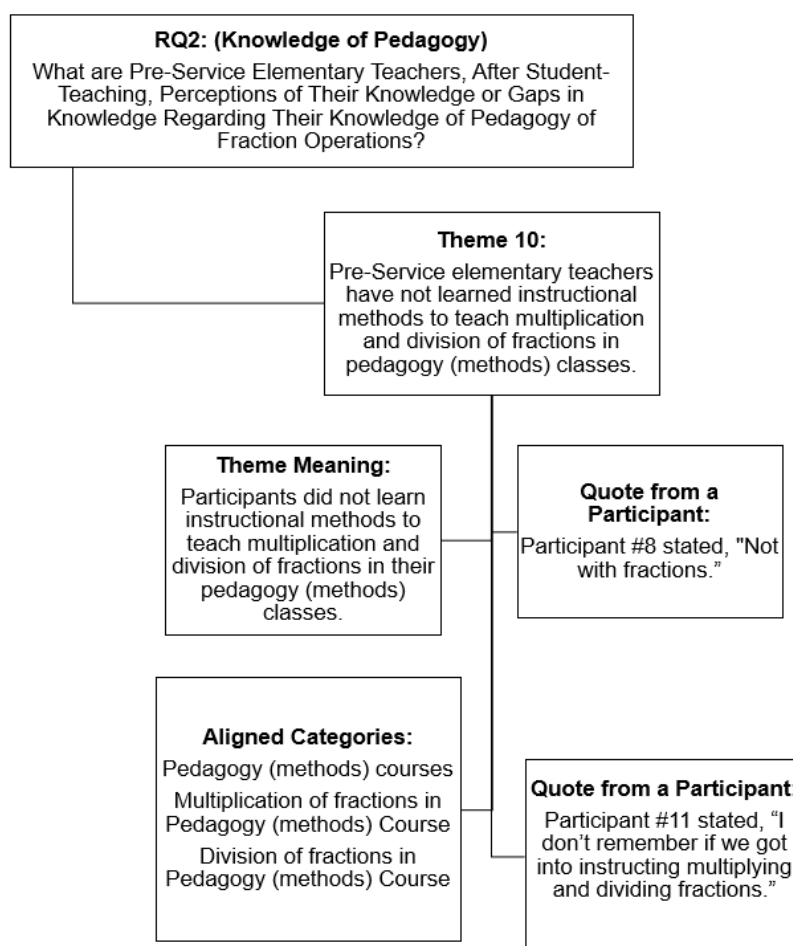 RQ2: (Knowledge of Pedagogy)
What are Pre-Service Elementary Teachers, After Student-
Teaching, Perceptions of Their Knowledge or Gaps in
Knowledge Regarding Their Knowledge of Pedagogy of
Fraction Operations?
Theme 10:
Pre-Service elementary teachers
have not learned instructional
methods to teach multiplication
and division of fractions in
pedagogy (methods) classes.
Theme Meaning:
Participants did not learn
instructional methods to
teach multiplication and
division of fractions in their
pedagogy (methods)
classes.
Quote from a
Participant:
Participant #8 stated, "Not
with fractions.”
Aligned Categories:
Pedagogy (methods) courses
Multiplication of fractions in
Pedagogy (methods) Course
Division of fractions in
Pedagogy (methods) Course
Quote from a Participant:
Participant #11 stated, “I
don’t remember if we got
into instructing multiplying
and dividing fractions.”